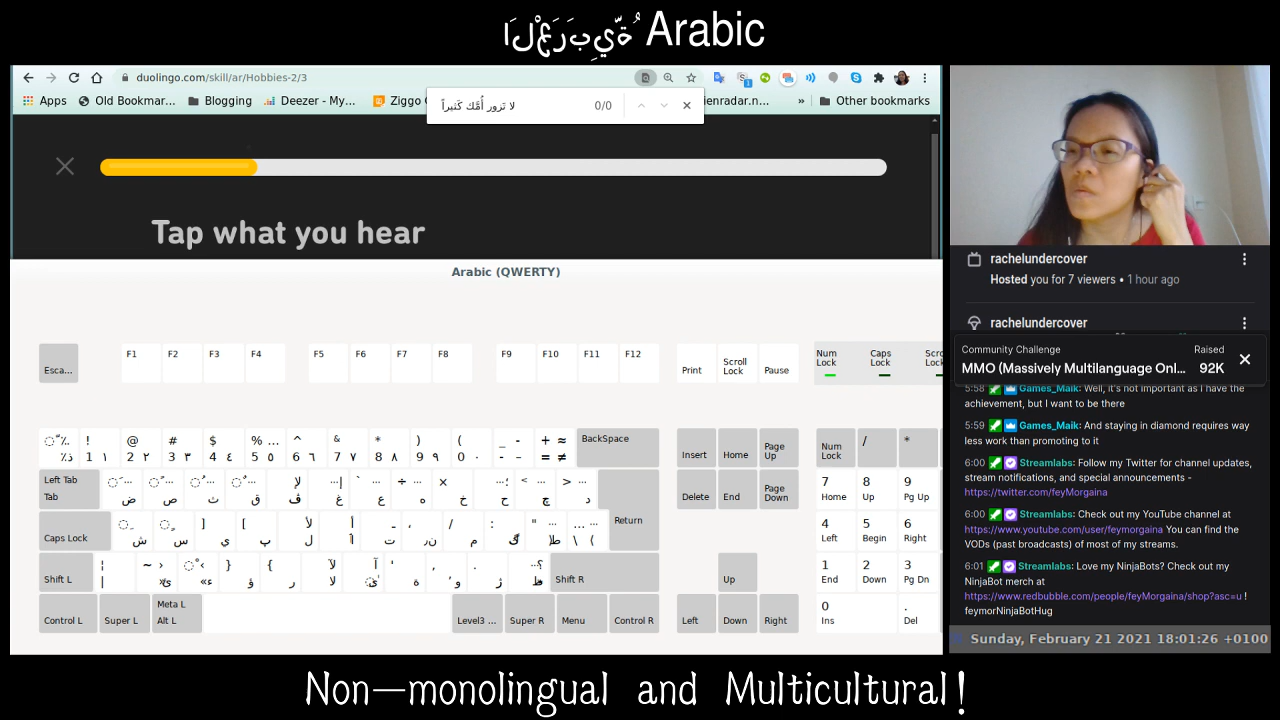 اَلْعَرَبِيَّةُ Arabic
duolingo.com/skill/ar/Hobbies-2/3
Apps Old Bookmar... Blogging Deezer - My... Ziggo ienradar.n... » Other bookmarks
لا تَزور أُمَّك كَثيراً 0/0
Tap what you hear
Arabic (QWERTY)
Esca... F1 F2 F3 F4 F5 F6 F7 F8 F9 F10 F11 F12 Print Scroll Lock Pause Num Lock Caps Lock
BackSpace Insert Home Page Up Num Lock / *
Left Tab Tab Delete End Page Down 7 Home 8 Up 9 Pg Up
Caps Lock Return 4 Left 5 Begin 6 Right
Shift L Shift R Up 1 End 2 Down 3 Pg Dn
Control L Super L Meta L Alt L Level3 ... Super R Menu Control R Left Down Right 0 Ins . Del
rachelundercover
Hosted you for 7 viewers • 1 hour ago
rachelundercover
Community Challenge Raised
MMO (Massively Multilanguage Onl... 92K
5:58 Games_Maik: Well, it's not important as I have the
achievement, but I want to be there
5:59 Games_Maik: And staying in diamond requires way
less work than promoting to it
6:00 Streamlabs: Follow my Twitter for channel updates,
stream notifications, and special announcements -
https://twitter.com/feyMorgaina
6:00 Streamlabs: Check out my YouTube channel at
https://www.youtube.com/user/feymorgaina You can find the
VODs (past broadcasts) of most of my streams.
6:01 Streamlabs: Love my NinjaBots? Check out my
NinjaBot merch at
https://www.redbubble.com/people/feyMorgaina/shop?asc=u !
feymorNinjaBotHug
Sunday, February 21 2021 18:01:26 +0100
Non-monolingual and Multicultural!